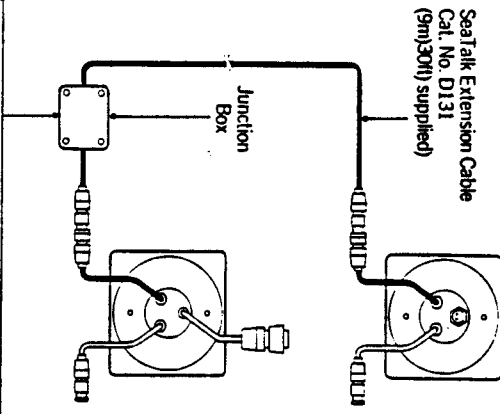 SeaTalk Extension Cable
Cat. No. D131
(9m)30ft) supplied)
Junction
Box